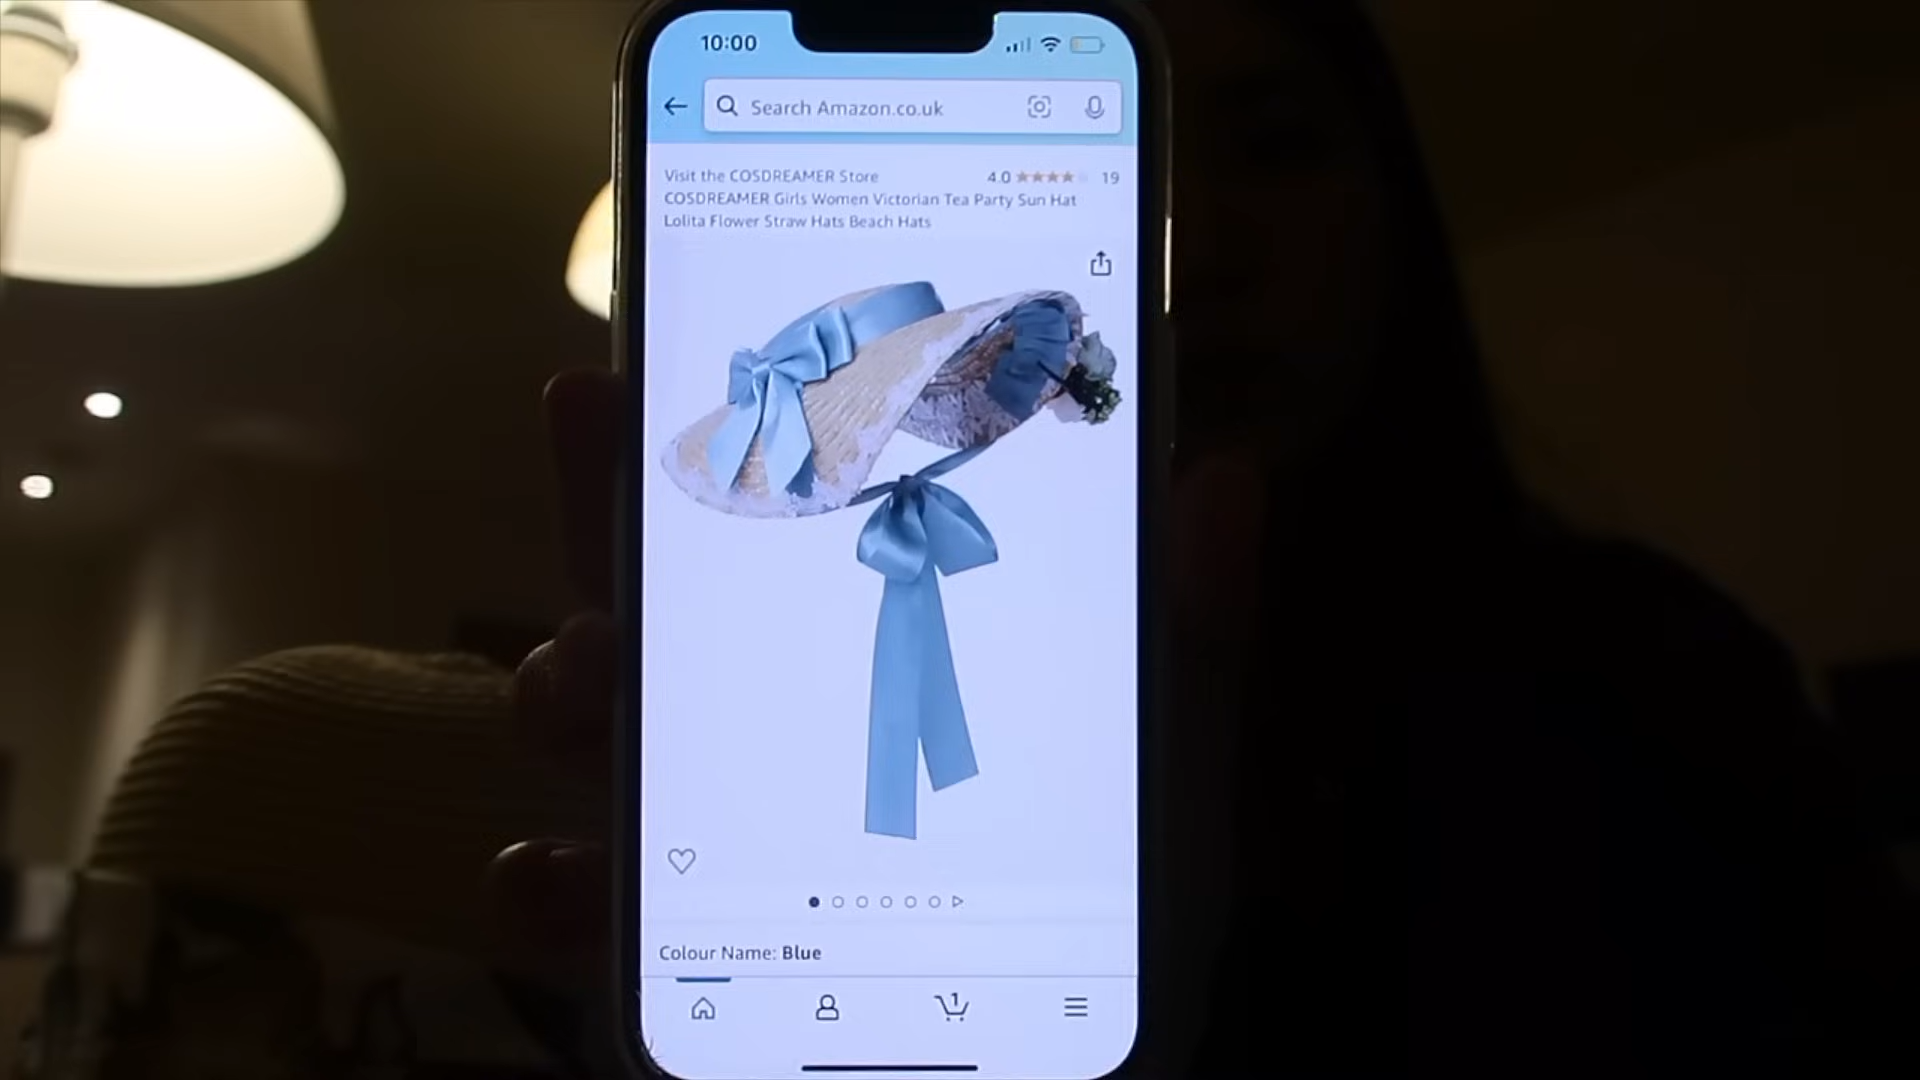 10:00
Search Amazon.co.uk
Visit the COSDREAMER Store 4.0 19
COSDREAMER Girls Women Victorian Tea Party Sun Hat
Lolita Flower Straw Hats Beach Hats
Colour Name: Blue
1